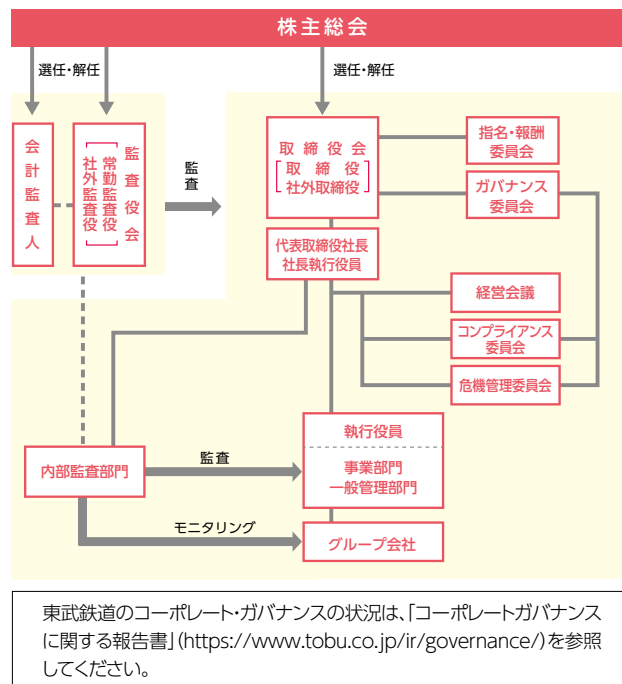 株主総会
選任・解任
選任・解任
会計監査人
監査役会
常勤監査役
社外監査役
監査
取締役会
取締役
社外取締役
指名・報酬
委員会
ガバナンス
委員会
代表取締役社長
社長執行役員
経営会議
コンプライアンス
委員会
危機管理委員会
執行役員
事業部門
一般管理部門
内部監査部門
監査
モニタリング
グループ会社
東武鉄道のコーポレート・ガバナンスの状況は、「コーポレートガバナンス
に関する報告書」(https://www.tobu.co.jp/ir/governance/)を参照
してください。